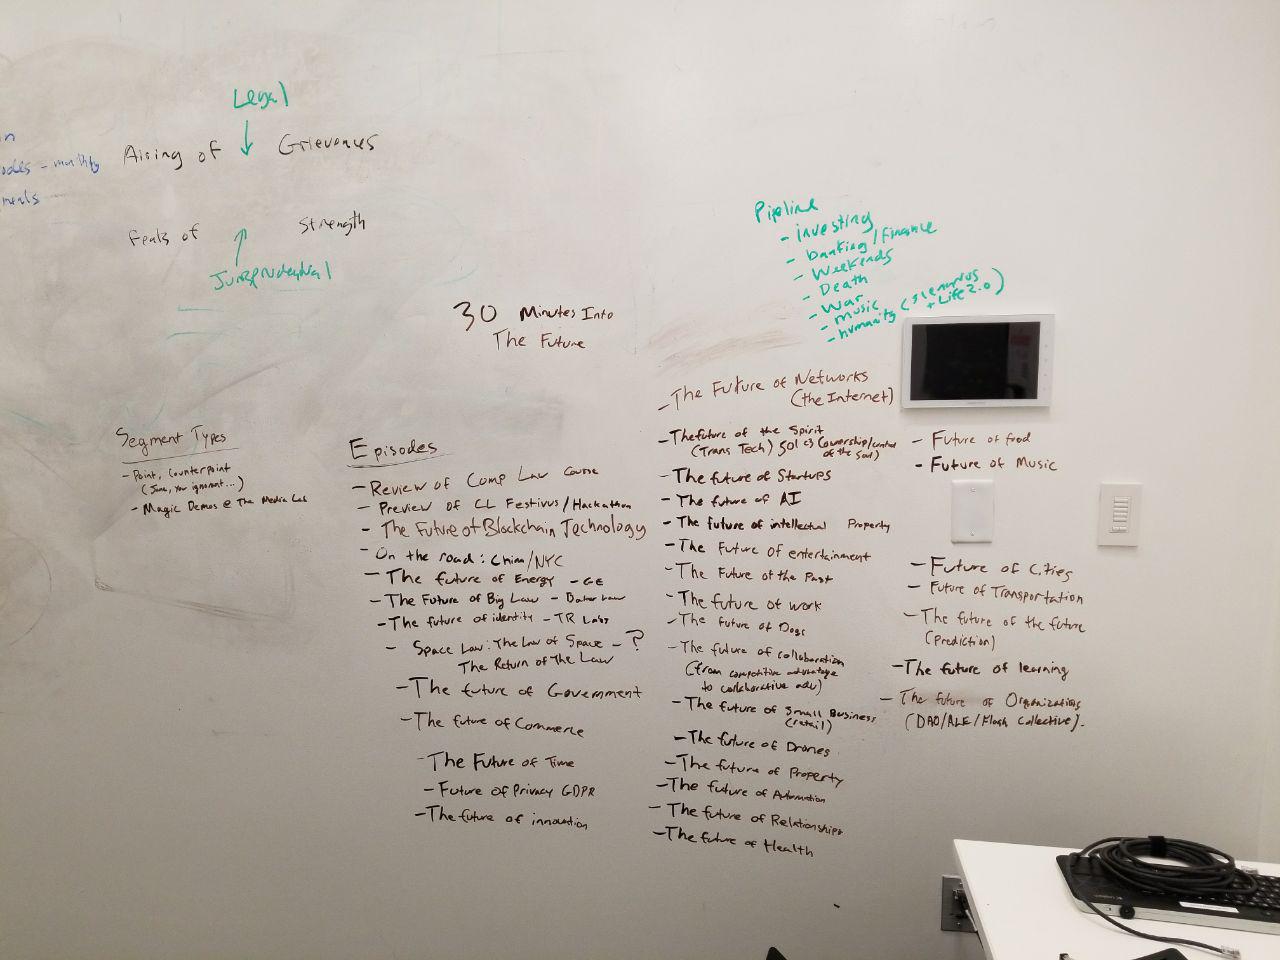 Legal
↓
Airing of Grievances
- monthly
Feats of Strength
↑
Jurisprudential
Pipeline
- investing
- banking/Finance
- Weekends
- Death
- War
- music
- humanity (scenarios
+ Life 2.0)
30 Minutes Into
The Future
Segment Types
- Point, Counterpoint
(Jane, you ignorant...)
- Magic Demos @ The Media Lab
Episodes
- Review of Comp Law Course
- Preview of CL Festivus/Hackathon
- The Future of Blockchain Technology
- On the road: China/NYC
- The future of Energy - GE
- The Future of Big Law - Baker Law
- The future of identity - TR Labs
- Space Law: The Law of Space - ?
The Return of The Law
- The future of Government
- The future of Commerce
- The Future of Time
- Future of Privacy GDPR
- The future of innovation
- The Future of Networks
(the Internet)
- The future of the Spirit
(Trans Tech) 501c3 (ownership/control
of the soul)
- The future of Startups
- The future of AI
- The future of intellectual Property
- The Future of entertainment
- The Future of the Past
- The future of work
- The future of Dogs
- The future of collaboration
(from competitive advantage
to collaborative adv)
- The future of Small Business
(retail)
- The future of Drones
- The future of Property
- The future of Automation
- The future of Relationships
- The future of Health
- Future of food
- Future of Music
- Future of Cities
- Future of Transportation
- The future of the future
(Prediction)
- The future of learning
- The future of Organizations
(DAO/ALE/Flash Collective).